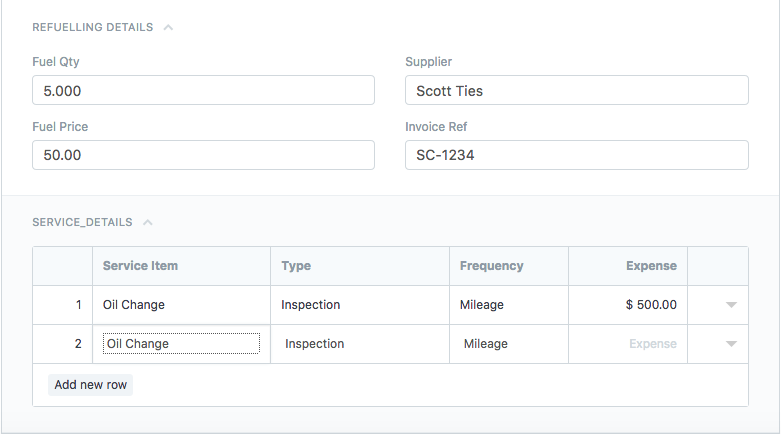 REFUELLING DETAILS
Fuel Qty
Supplier
5.000
Scott Ties
Fuel Price
Invoice Ref
50.00
SC-1234
SERVICE_DETAILS
Service Item Type Frequency Expense
1 Oil Change Inspection Mileage $ 500.00
2 Oil Change Inspection Mileage Expense
Add new row